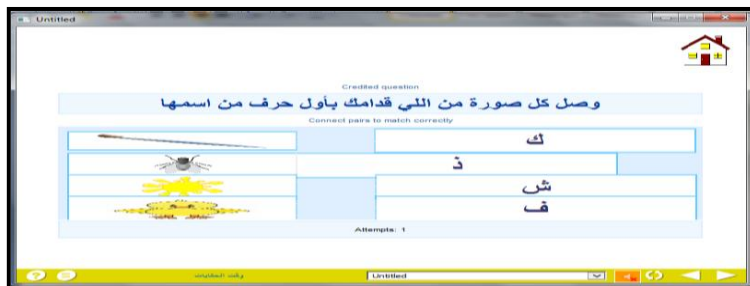 Untitled
Credited question
وصل كل صورة من اللي قدامك بأول حرف من اسمها
Connect pairs to match correctly
ك
ذ
ش
ف
Attempts: 1
Untitled